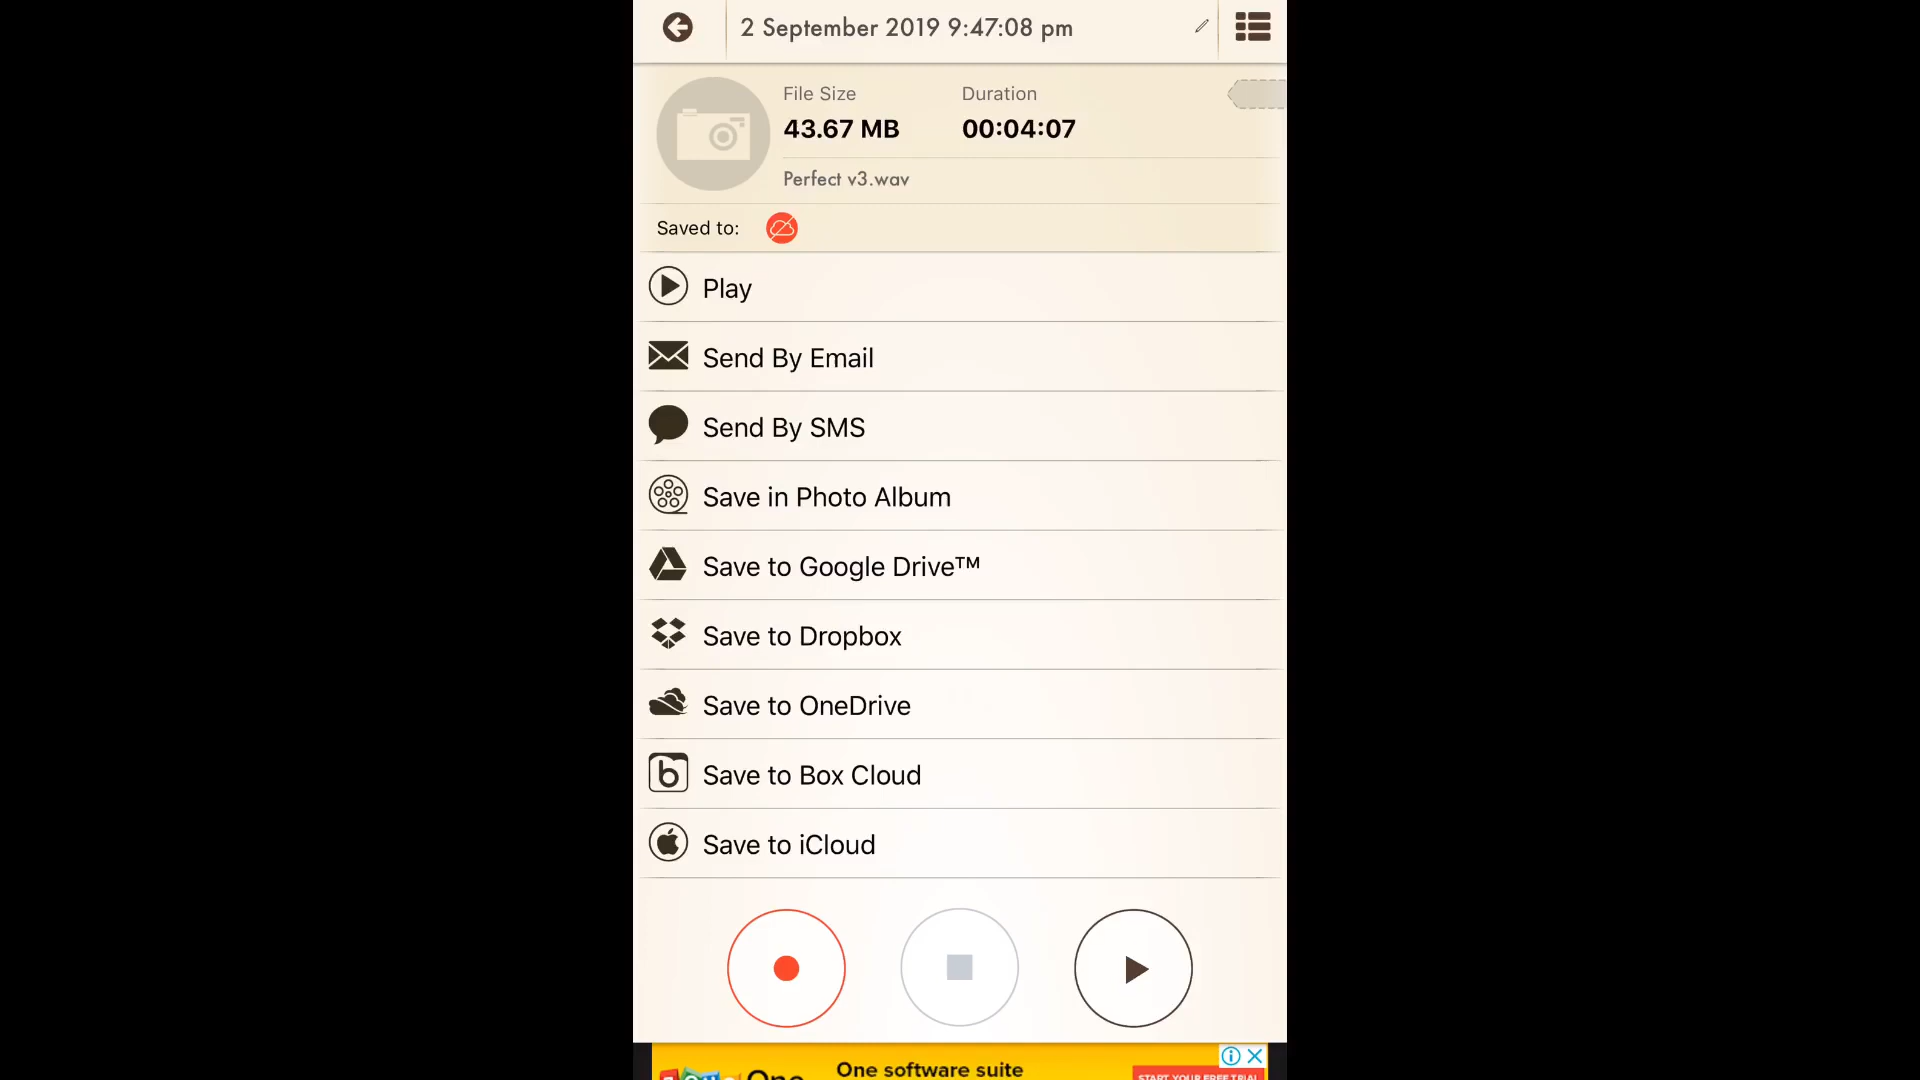 2 September 2019 9:47:08 pm
File Size
Duration
43.67 MB
00:04:07
Perfect v3.wav
Saved to:
Play
Send By Email
Send By SMS
Save in Photo Album
Save to Google Drive™
Save to Dropbox
Save to OneDrive
Save to Box Cloud
Save to iCloud
One
One software suite
START YOUR FREE TRIAL